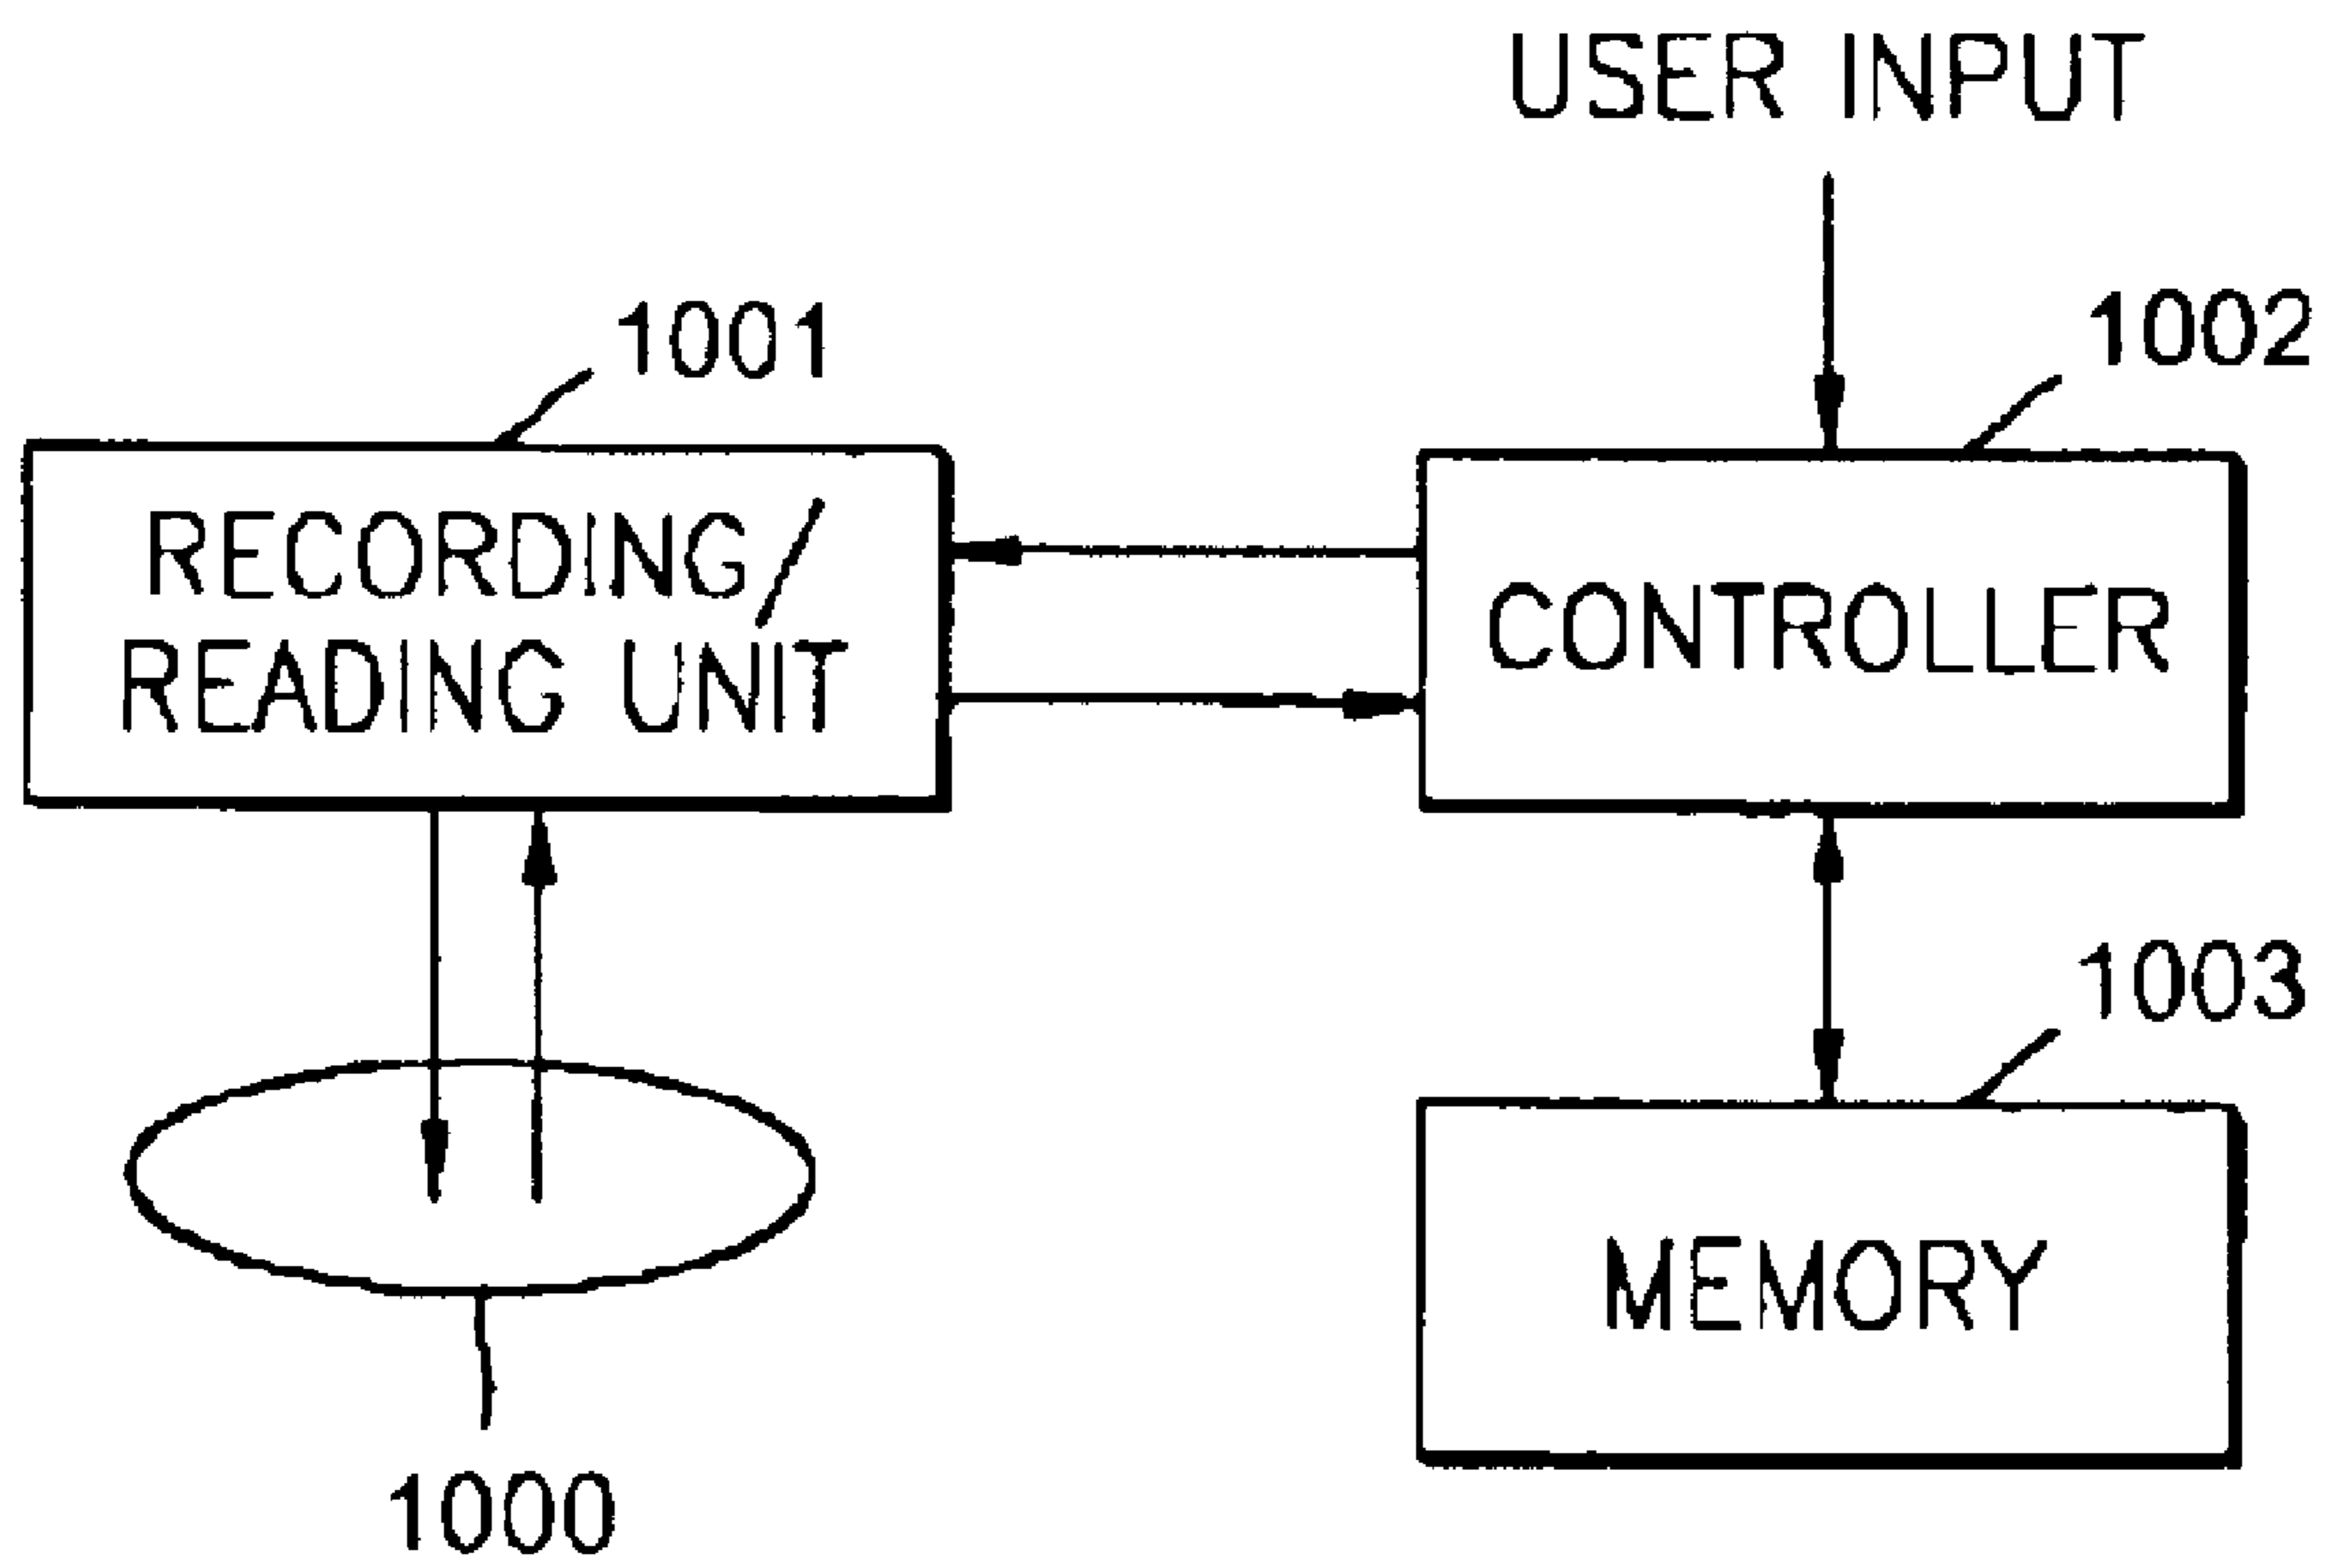 USER INPUT
1001
1002
RECORDING/
READING UNIT
CONTROLLER
1003
MEMORY
1000